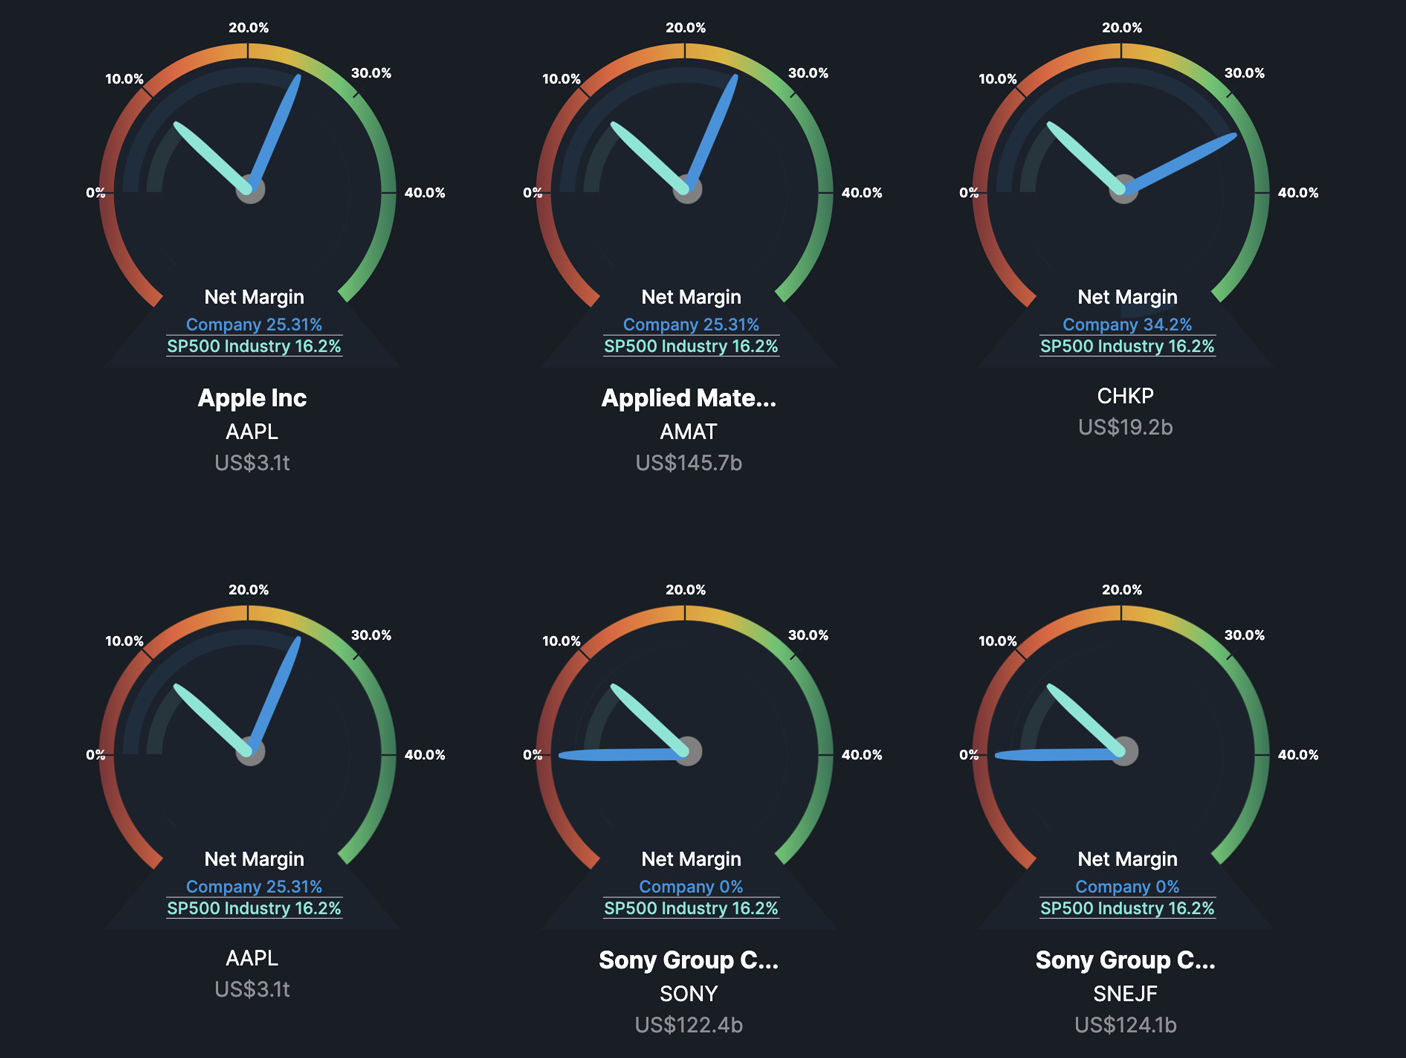 20.0%
10.0%
30.0%
0%
40.0%
Net Margin
Company 25.31%
SP500 Industry 16.2%
Apple Inc
AAPL
US$3.1t
20.0%
10.0%
30.0%
0%
40.0%
Net Margin
Company 25.31%
SP500 Industry 16.2%
Applied Mate...
AMAT
US$145.7b
20.0%
10.0%
30.0%
0%
40.0%
Net Margin
Company 34.2%
SP500 Industry 16.2%
CHKP
US$19.2b
20.0%
10.0%
30.0%
0%
40.0%
Net Margin
Company 25.31%
SP500 Industry 16.2%
AAPL
US$3.1t
20.0%
10.0%
30.0%
0%
40.0%
Net Margin
Company 0%
SP500 Industry 16.2%
Sony Group C...
SONY
US$122.4b
20.0%
10.0%
30.0%
0%
40.0%
Net Margin
Company 0%
SP500 Industry 16.2%
Sony Group C...
SNEJF
US$124.1b